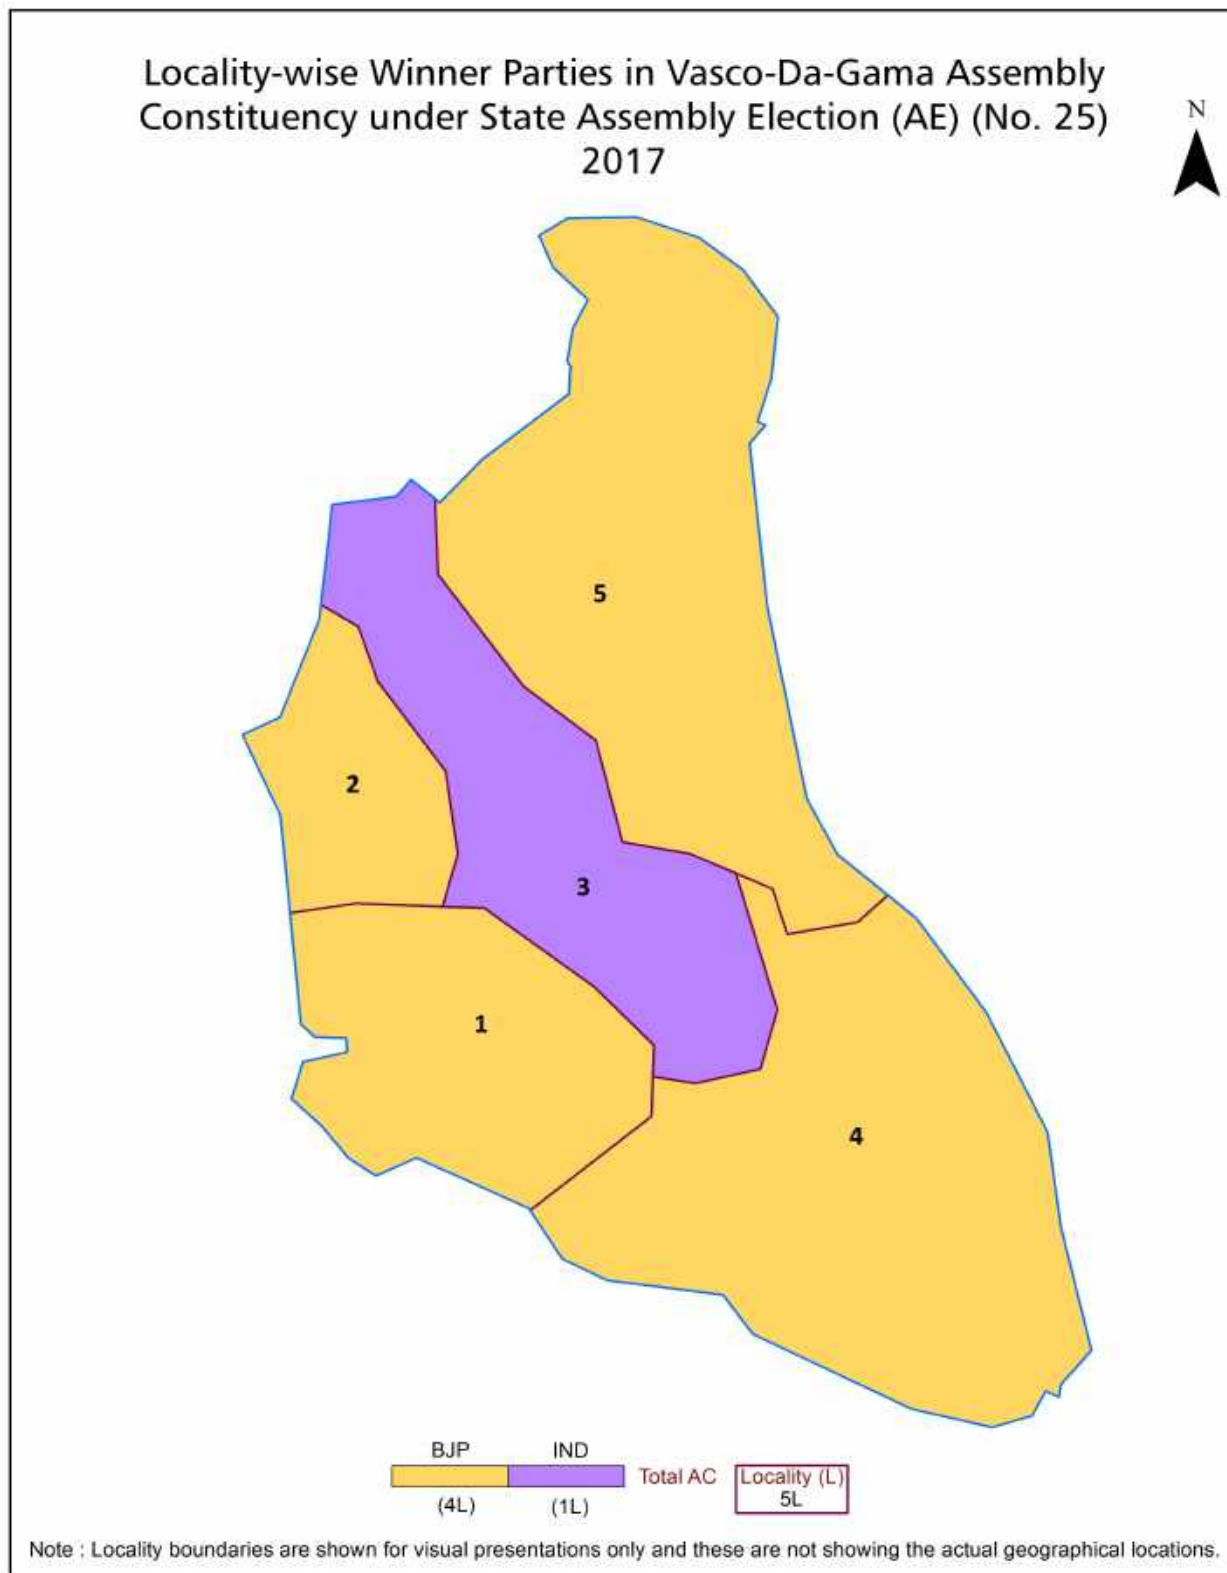 Locality-wise Winner Parties in Vasco-Da-Gama Assembly
Constituency under State Assembly Election (AE) (No. 25)
2017
N
5
2
3
1
4
BJP IND
Total AC
Locality (L)
5L
(4L) (1L)
Note : Locality boundaries are shown for visual presentations only and these are not showing the actual geographical locations.